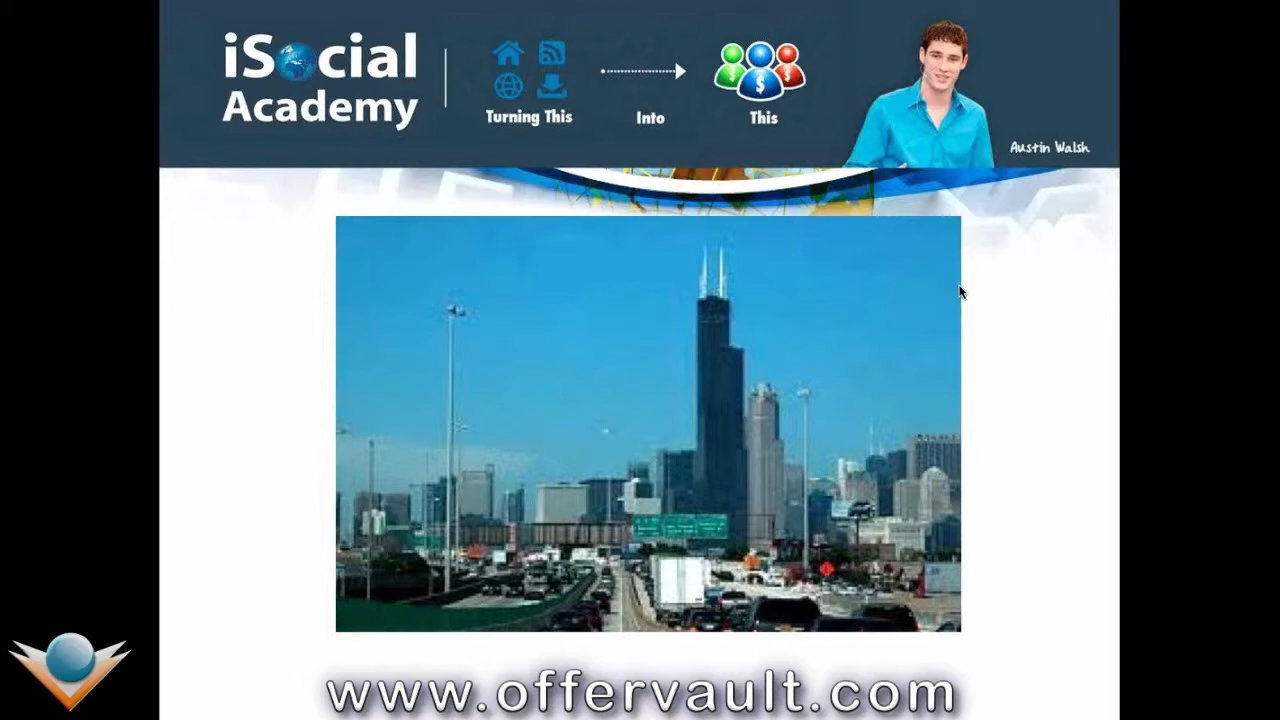 iSocial
Academy
Turning This
Into
This
Austin Walsh
www.offervault.com